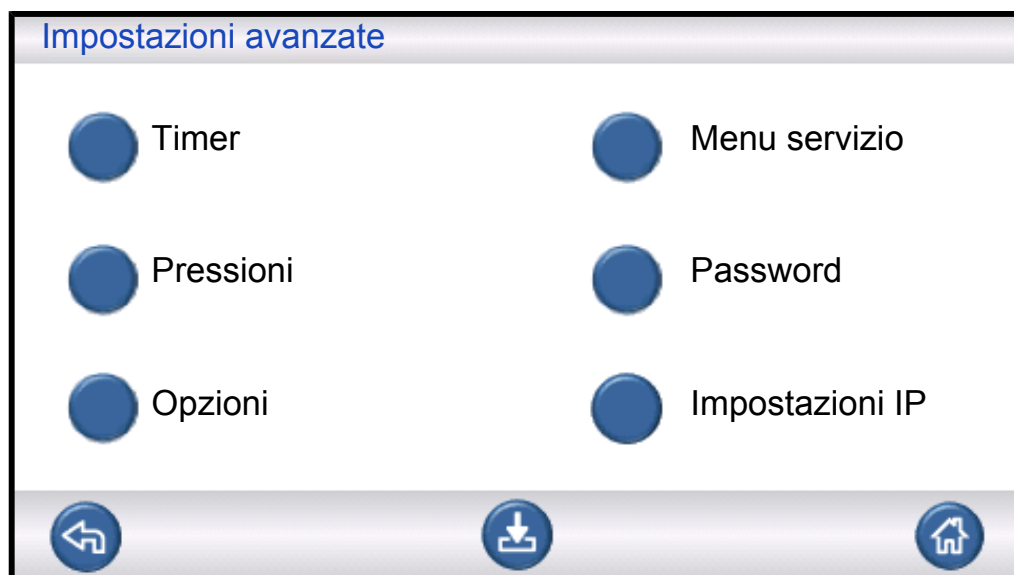 Impostazioni avanzate
Timer
Menu servizio
Pressioni
Password
Opzioni
Impostazioni IP